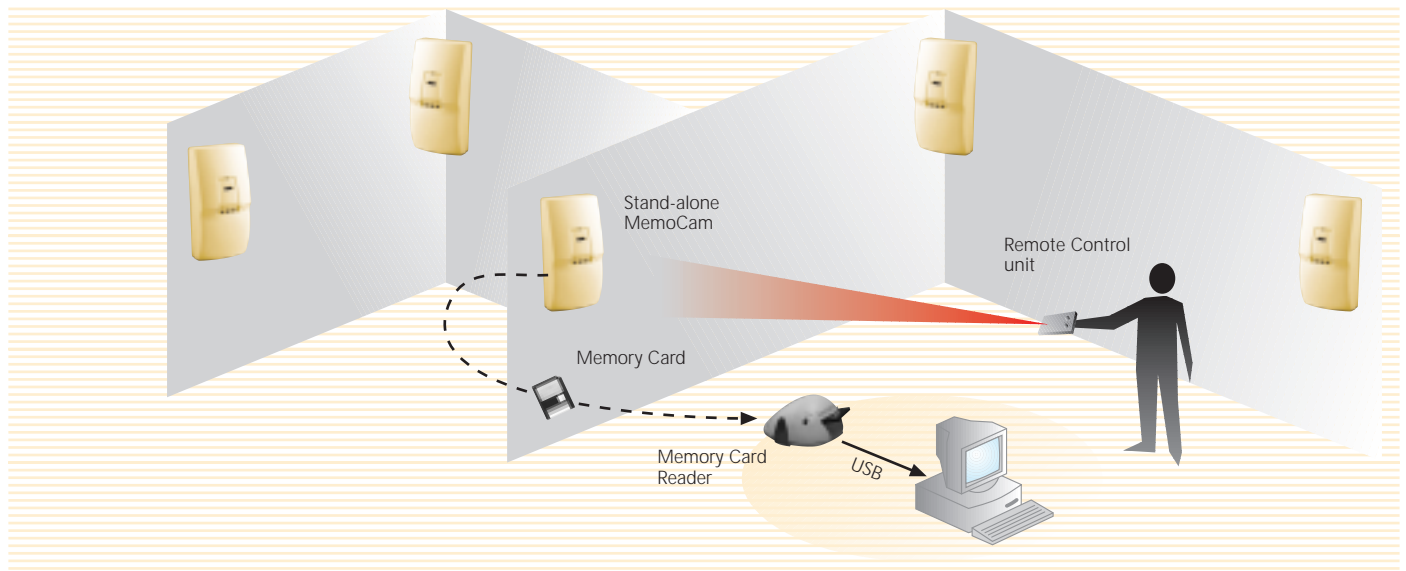 Stand-alone
MemoCam
Remote Control
unit
Memory Card
Memory Card
Reader
USB